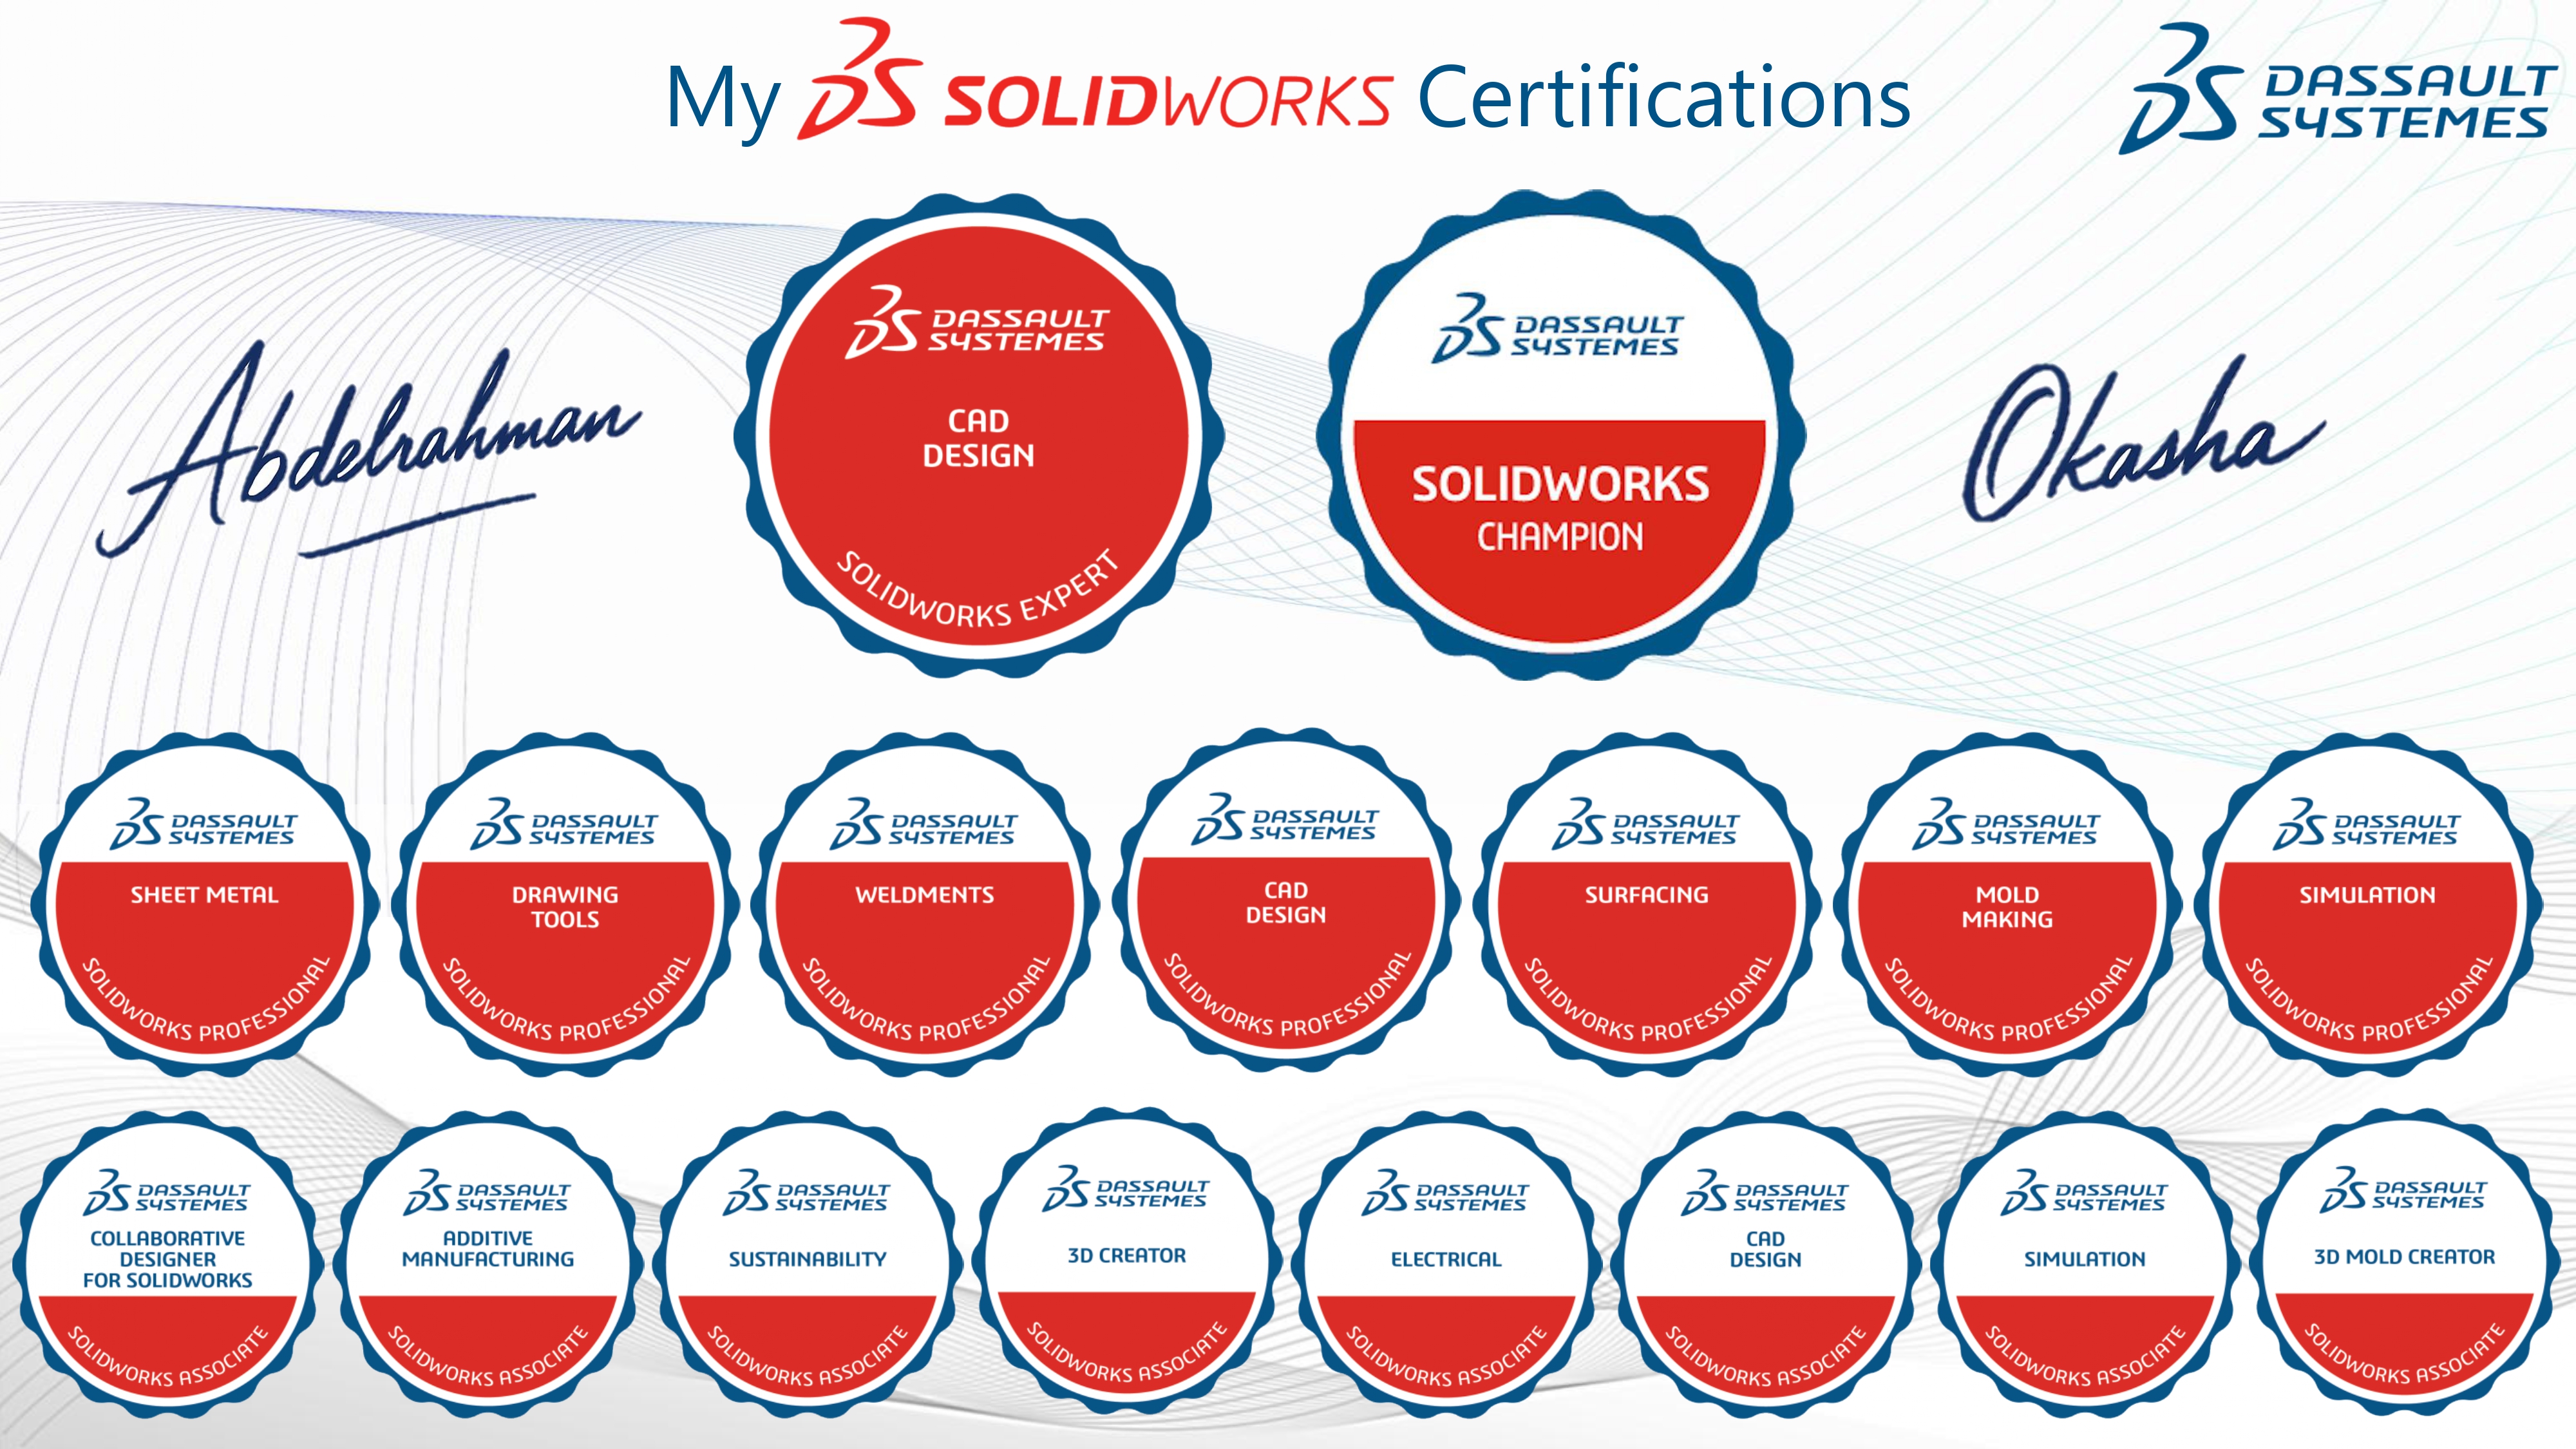 My 3DS SOLIDWORKS Certifications
3DS DASSAULT
SYSTEMES
Abdelrahman
3DS DASSAULT
SYSTEMES
CAD
DESIGN
SOLIDWORKS EXPERT
3DS DASSAULT
SYSTEMES
SOLIDWORKS
CHAMPION
Okasha
3DS DASSAULT
SYSTEMES
SHEET METAL
SOLIDWORKS PROFESSIONAL
3DS DASSAULT
SYSTEMES
DRAWING
TOOLS
SOLIDWORKS PROFESSIONAL
3DS DASSAULT
SYSTEMES
WELDMENTS
SOLIDWORKS PROFESSIONAL
3DS DASSAULT
SYSTEMES
CAD
DESIGN
SOLIDWORKS PROFESSIONAL
3DS DASSAULT
SYSTEMES
SURFACING
SOLIDWORKS PROFESSIONAL
3DS DASSAULT
SYSTEMES
MOLD
MAKING
SOLIDWORKS PROFESSIONAL
3DS DASSAULT
SYSTEMES
SIMULATION
SOLIDWORKS PROFESSIONAL
3DS DASSAULT
SYSTEMES
COLLABORATIVE
DESIGNER
FOR SOLIDWORKS
SOLIDWORKS ASSOCIATE
3DS DASSAULT
SYSTEMES
ADDITIVE
MANUFACTURING
SOLIDWORKS ASSOCIATE
3DS DASSAULT
SYSTEMES
SUSTAINABILITY
SOLIDWORKS ASSOCIATE
3DS DASSAULT
SYSTEMES
3D CREATOR
SOLIDWORKS ASSOCIATE
3DS DASSAULT
SYSTEMES
ELECTRICAL
SOLIDWORKS ASSOCIATE
3DS DASSAULT
SYSTEMES
CAD
DESIGN
SOLIDWORKS ASSOCIATE
3DS DASSAULT
SYSTEMES
SIMULATION
SOLIDWORKS ASSOCIATE
3DS DASSAULT
SYSTEMES
3D MOLD CREATOR
SOLIDWORKS ASSOCIATE